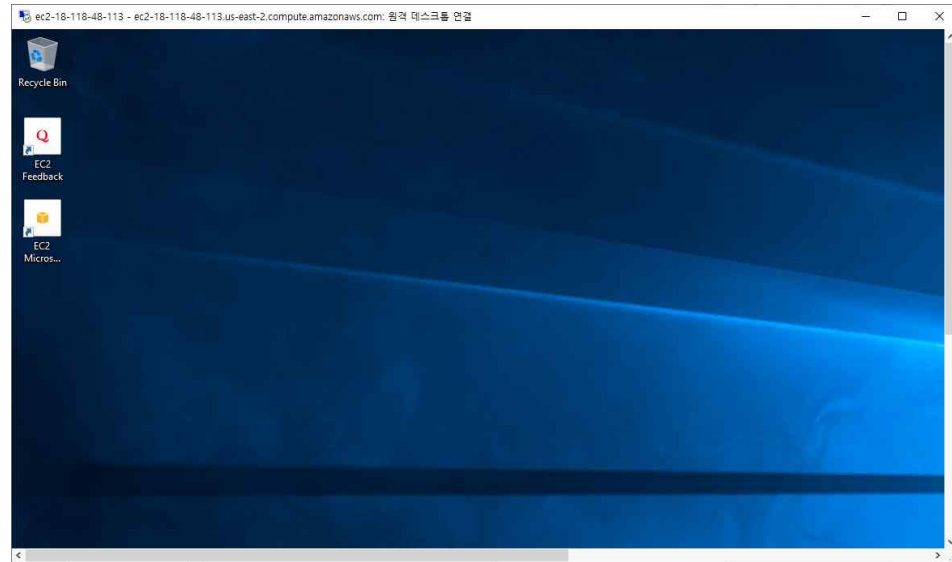 ec2-18-118-48-113 - ec2-18-118-48-113.us-east-2.compute.amazonaws.com: 원격 데스크톱 연결
Recycle Bin
Q
EC2
Feedback
EC2
Micros...